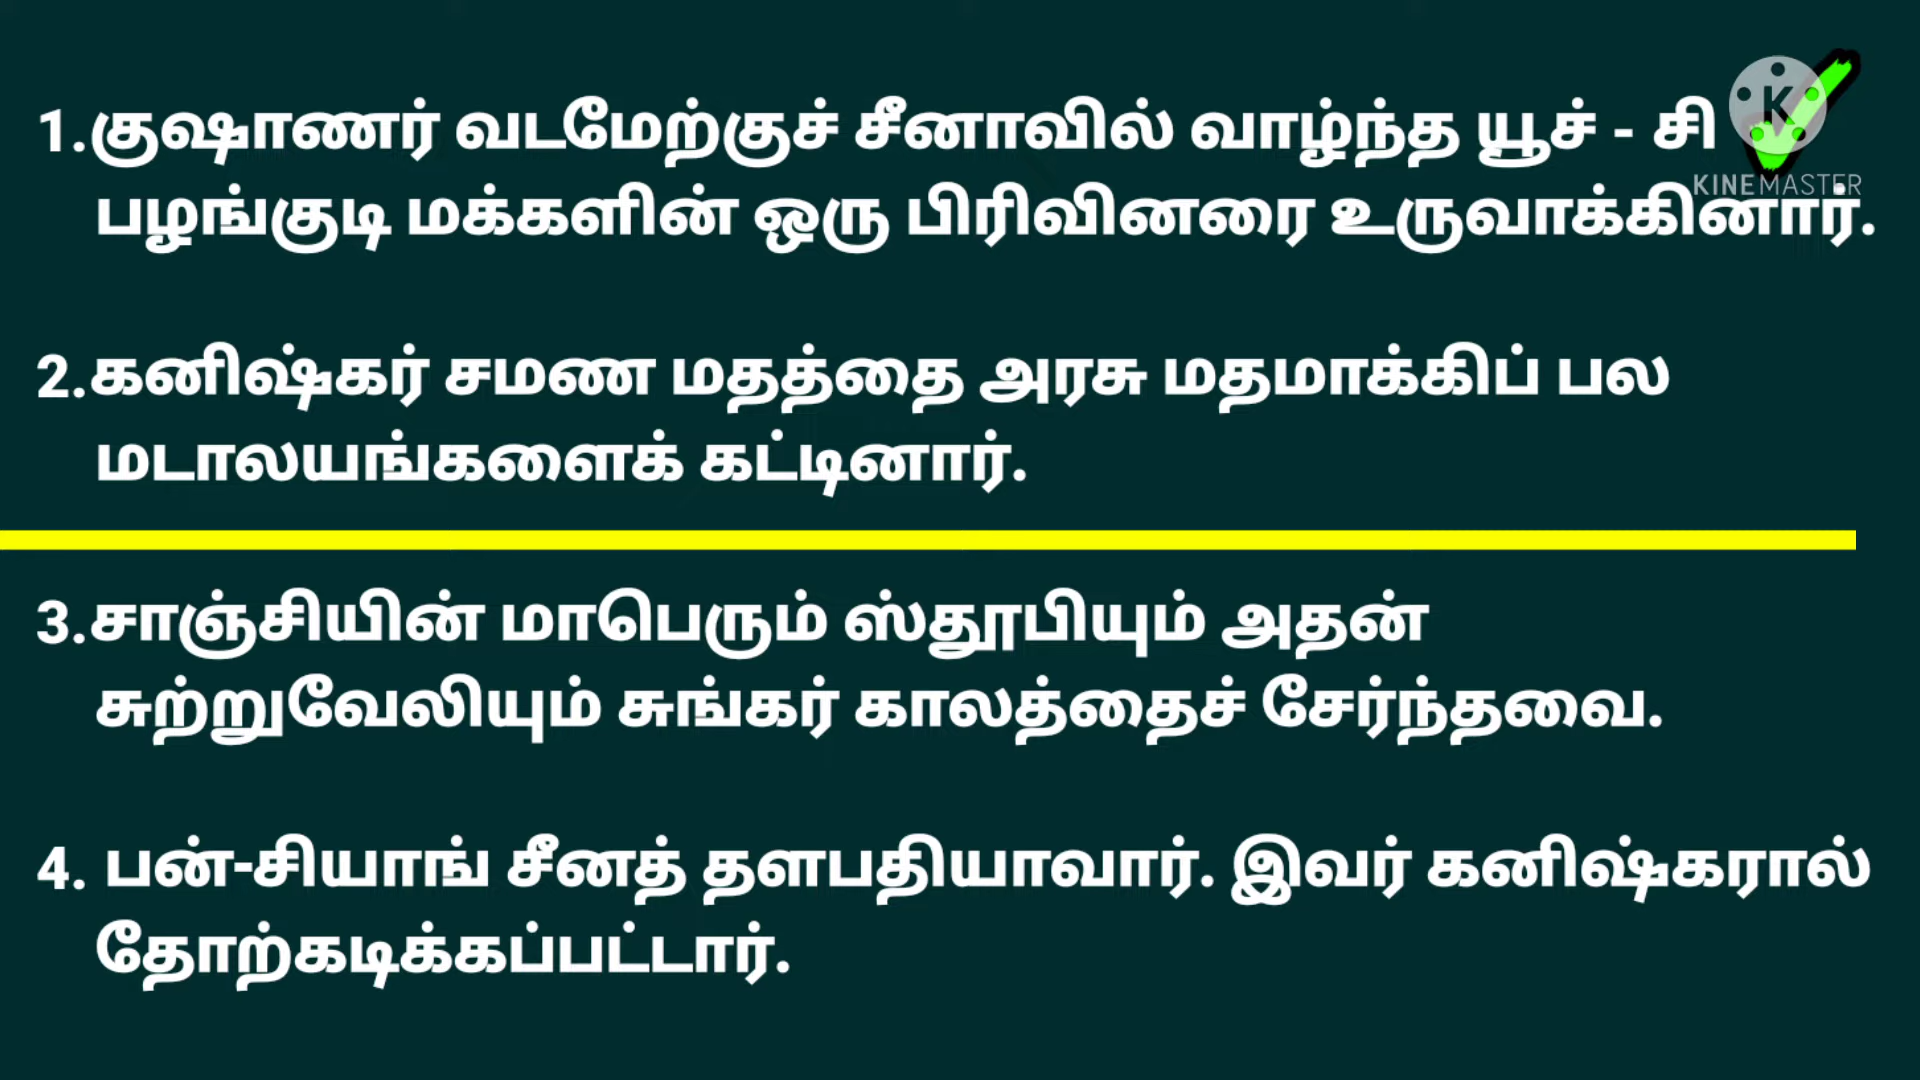 1.குஷாணர் வடமேற்குச் சீனாவில் வாழ்ந்த யூச் - சி
பழங்குடி மக்களின் ஒரு பிரிவினரை உருவாக்கினார்.
2.கனிஷ்கர் சமண மதத்தை அரசு மதமாக்கிப் பல
மடாலயங்களைக் கட்டினார்.
3.சாஞ்சியின் மாபெரும் ஸ்தூபியும் அதன்
சுற்றுவேலியும் சுங்கர் காலத்தைச் சேர்ந்தவை.
4. பன்-சியாங் சீனத் தளபதியாவார். இவர் கனிஷ்கரால்
தோற்கடிக்கப்பட்டார்.
K
KINEMASTER